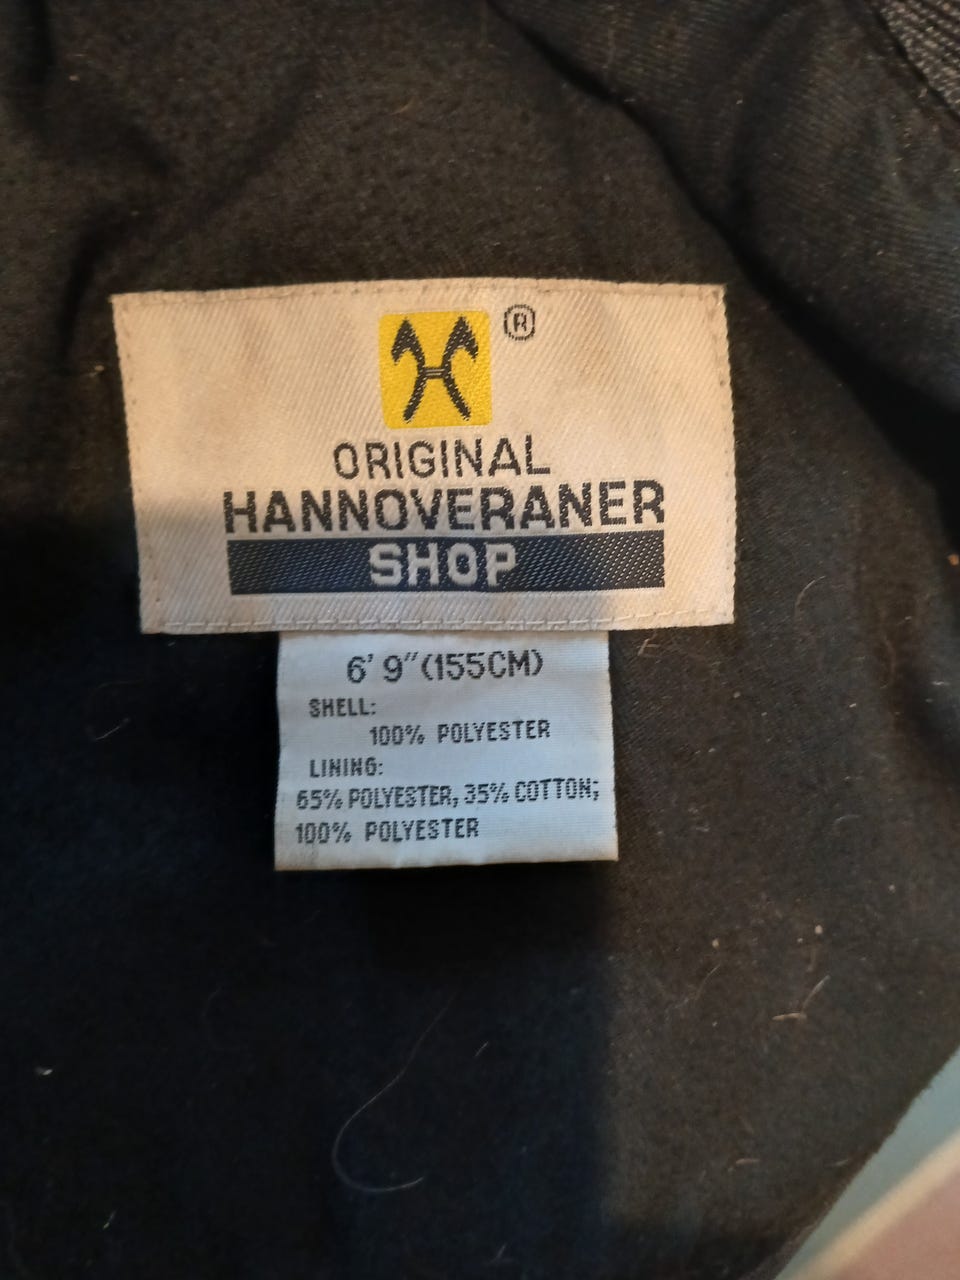 ®
ORIGINAL
HANNOVERANER
SHOP
6' 9" (155CM)
SHELL:
100% POLYESTER
LINING:
65% POLYESTER, 35% COTTON;
100% POLYESTER